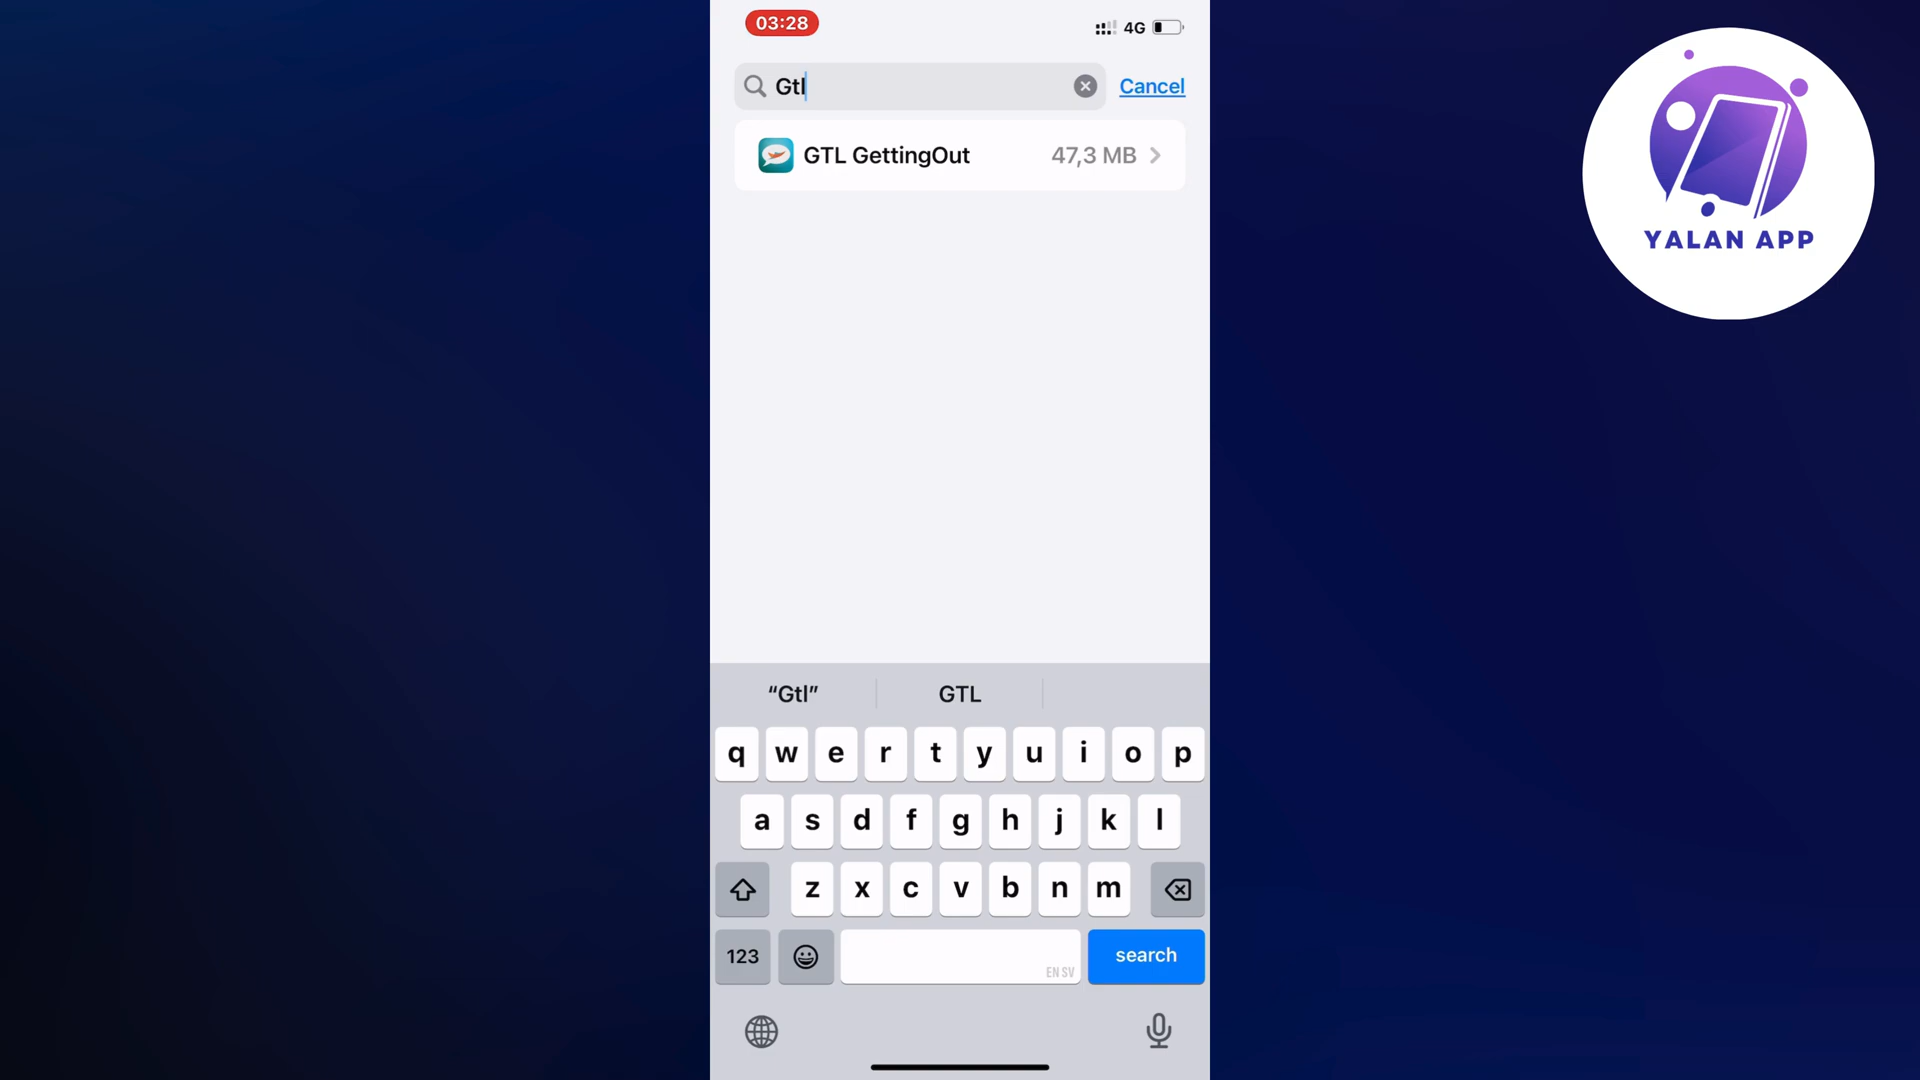 03:28
4G
Gtl
Cancel
GTL GettingOut 47,3 MB
YALAN APP
“Gtl” GTL
q w e r t y u i o p
a s d f g h j k l
z x c v b n m
123 EN SV search